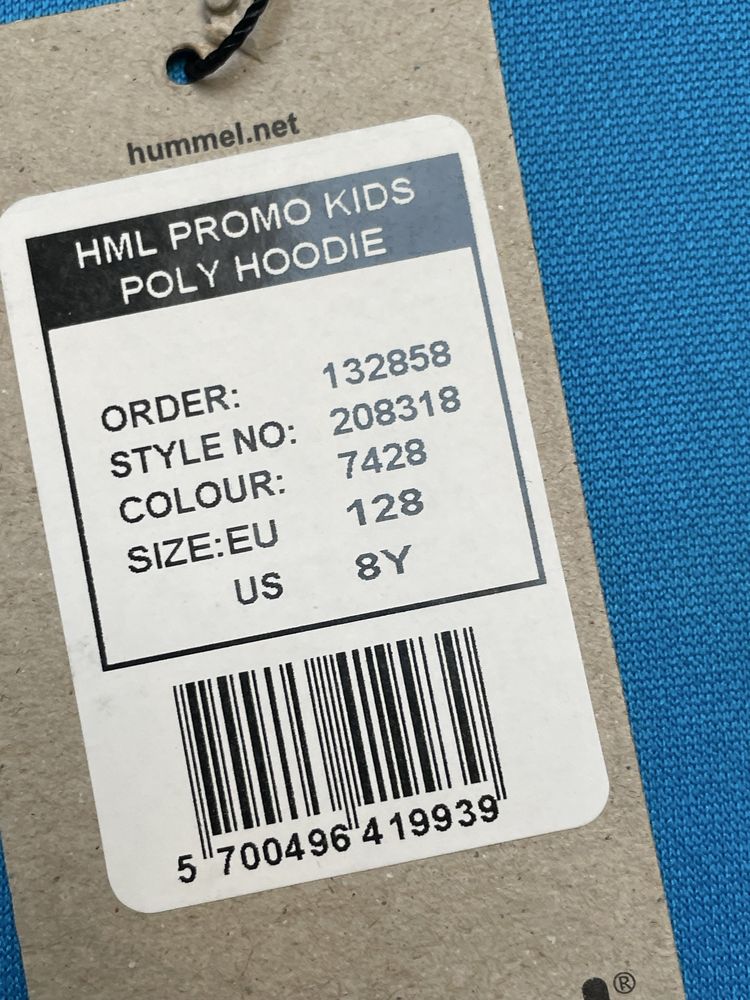 hummel.net
HML PROMO KIDS
POLY HOODIE
ORDER: 132858
STYLE NO: 208318
COLOUR: 7428
SIZE:EU 128
US 8Y
5 700496 419939
®